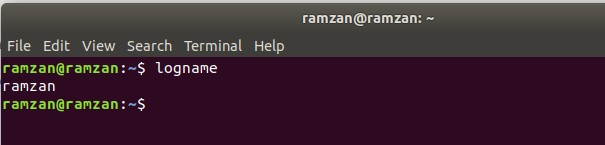 ramzan@ramzan: ~
File Edit View Search Terminal Help
ramzan@ramzan:~$ logname
ramzan
ramzan@ramzan:~$